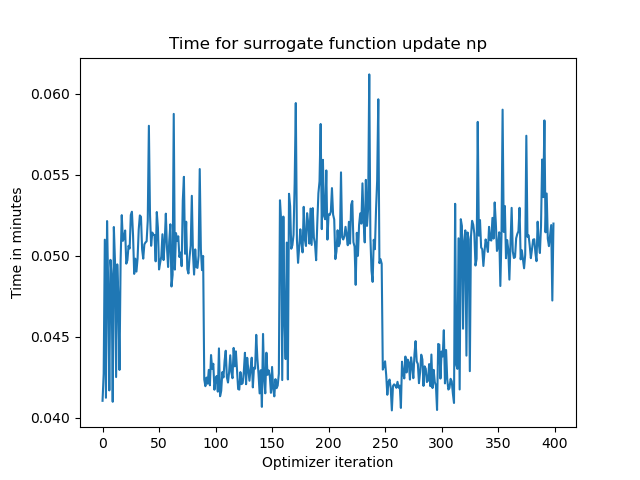 Time for surrogate function update np
0.060
0.055
0.050
0.045
0.040
Time in minutes
0 50 100 150 200 250 300 350 400
Optimizer iteration